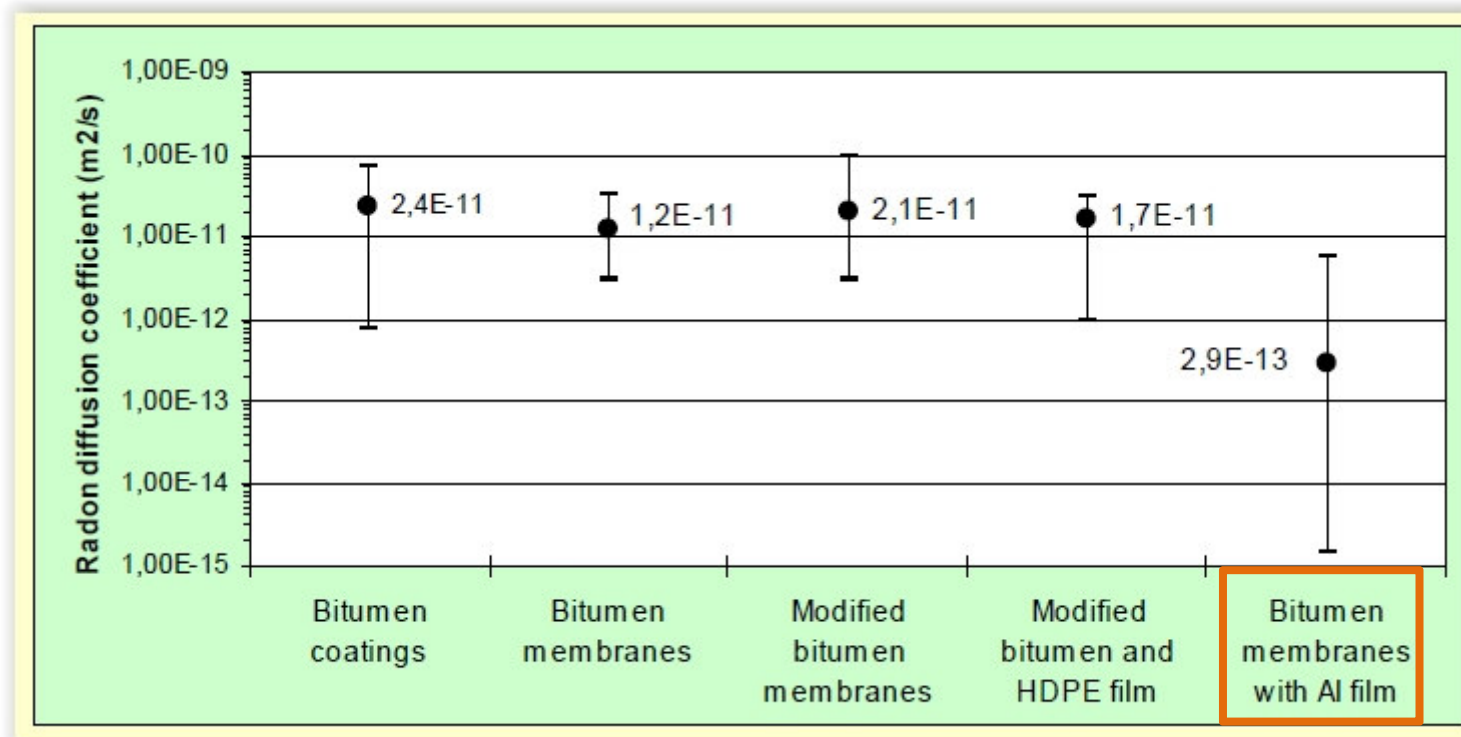 Radon diffusion coefficient (m2/s)
1,00E-09
1,00E-10
1,00E-11
1,00E-12
1,00E-13
1,00E-14
1,00E-15
2,4E-11
1,2E-11
2,1E-11
1,7E-11
2,9E-13
Bitumen
coatings
Bitumen
membranes
Modified
bitumen
membranes
Modified
bitumen and
HDPE film
Bitumen
membranes
with Al film